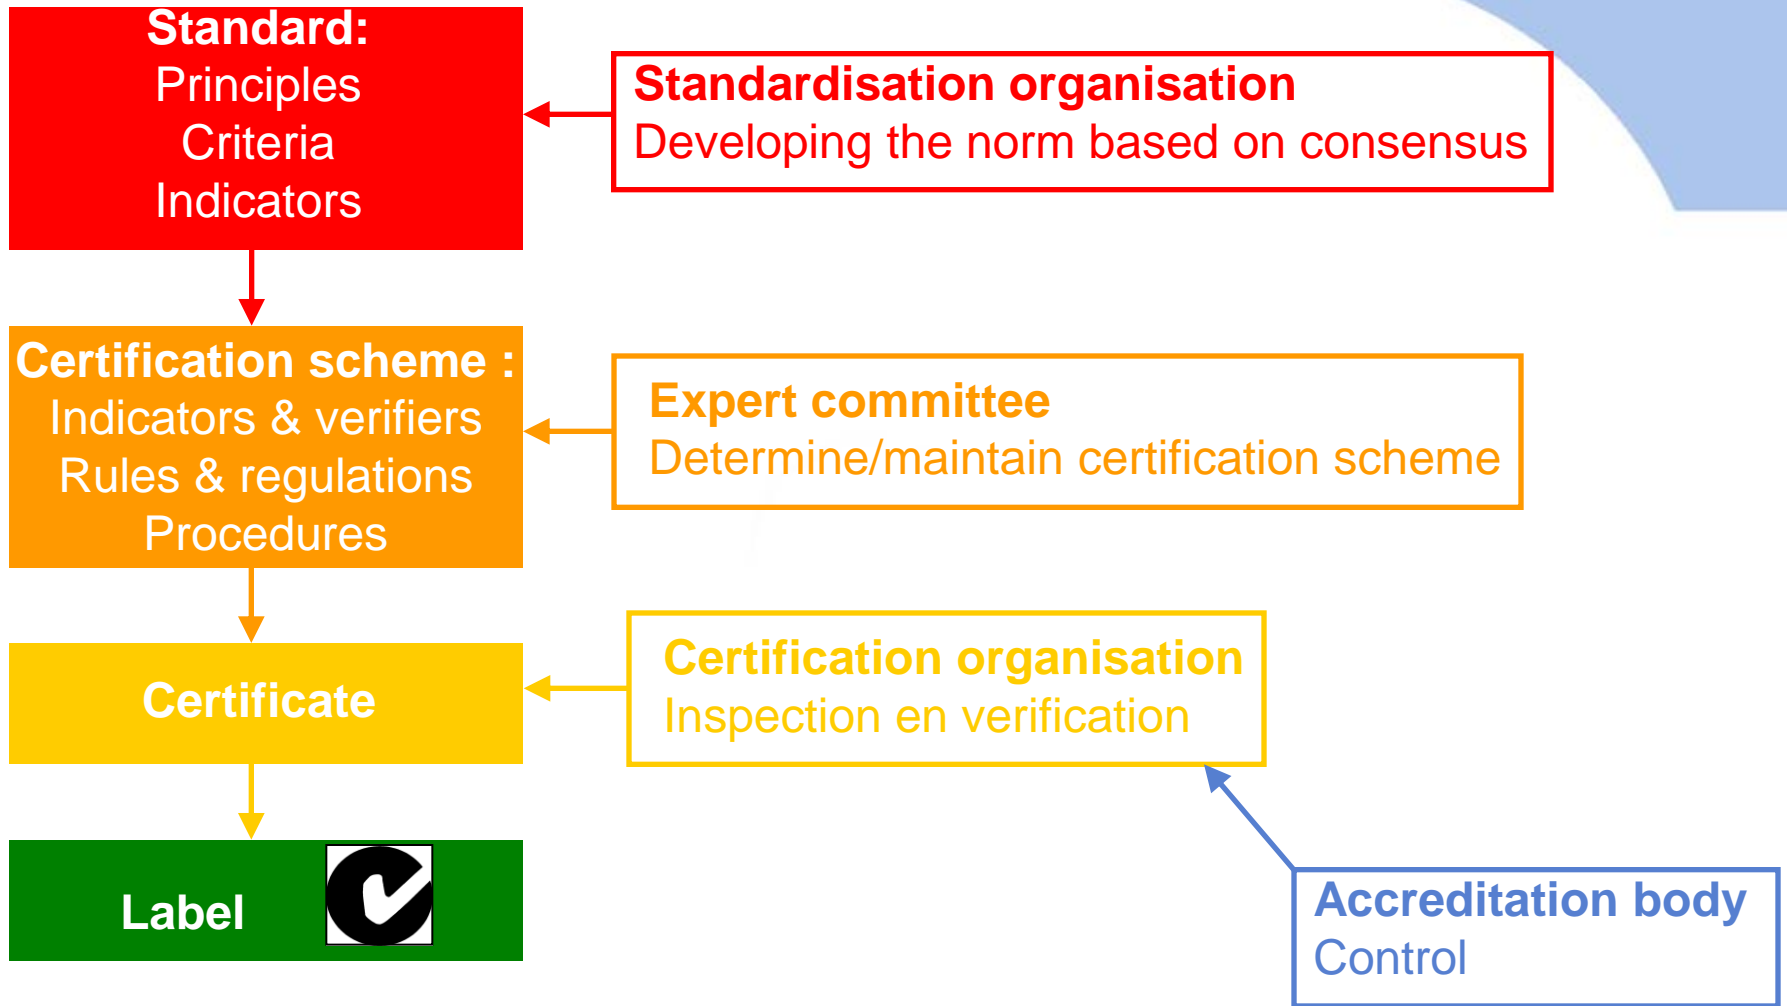 Standard:
Principles
Criteria
Indicators
Standardisation organisation
Developing the norm based on consensus
Certification scheme :
Indicators & verifiers
Rules & regulations
Procedures
Expert committee
Determine/maintain certification scheme
Certificate
Certification organisation
Inspection en verification
Label
Accreditation body
Control